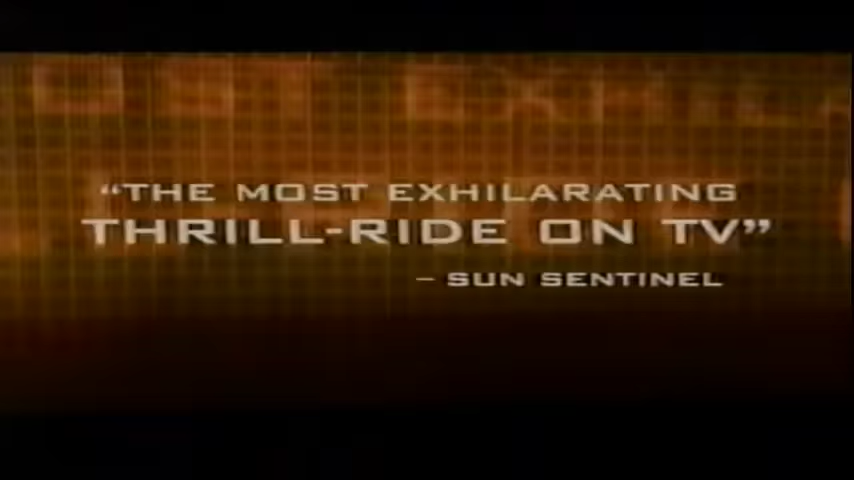 “THE MOST EXHILARATING
THRILL-RIDE ON TV”
– SUN SENTINEL